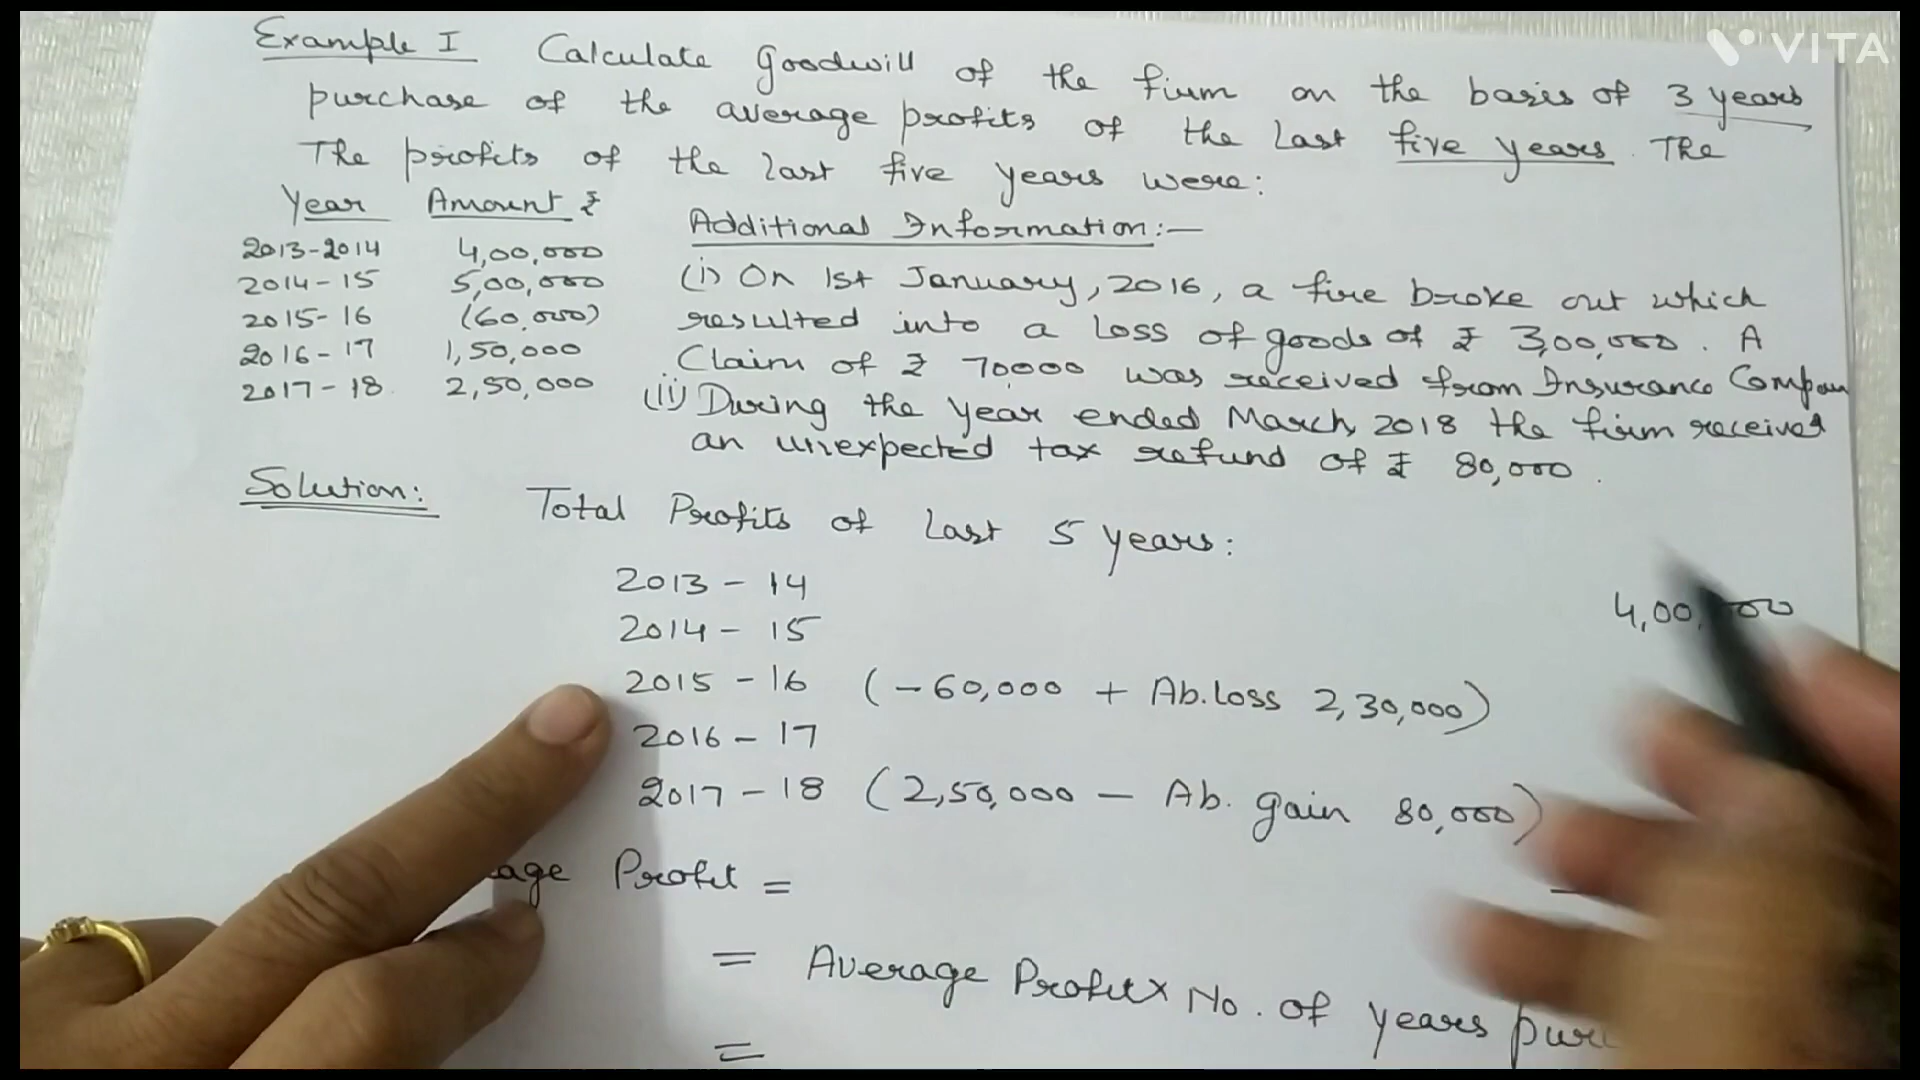 VITA
Example I Calculate goodwill of the firm on the basis of 3 years
purchase of the average profits of the last five years. The
The profits of the last five years were:
Year Amount ₹
2013-2014 4,00,000
2014-15 5,00,000
2015-16 (60,000)
2016-17 1,50,000
2017-18 2,50,000
Additional Information:-
(i) On 1st January, 2016, a fire broke out which
resulted into a loss of goods of ₹ 3,00,000. A
Claim of ₹ 70000 was received from Insurance
(ii) During the year ended March, 2018 the firm received
an unexpected tax refund of ₹ 80,000.
Solution: Total Profits of last 5 years:
2013-14
2014-15
2015-16 (-60,000 + Ab.loss 2,30,000)
2016-17
2017-18 (2,50,000 - Ab. gain 80,000)
Profit =
= Average Profit x No. of years
=